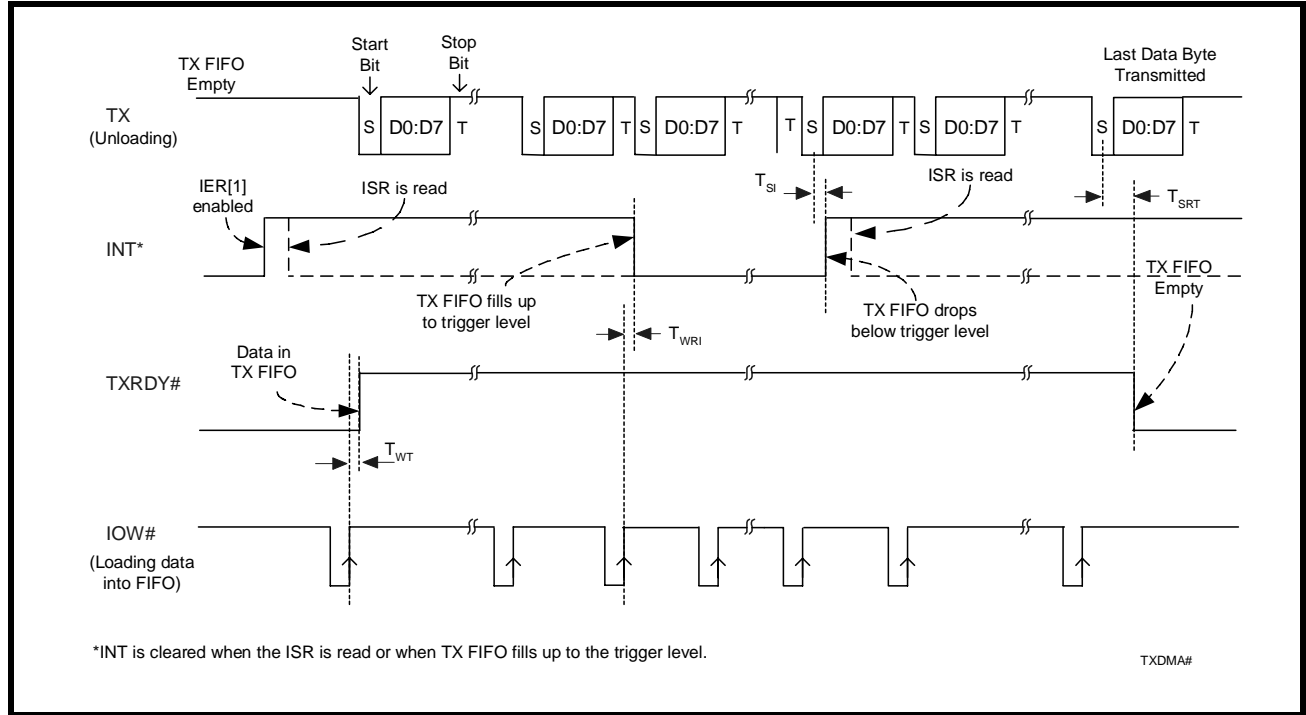 Start
Bit
Stop
Bit
TX FIFO
Empty
Last Data Byte
Transmitted
TX
(Unloading)
S D0:D7 T S D0:D7 T S D0:D7 T T S D0:D7 T S D0:D7 T S D0:D7 T
IER[1]
enabled
ISR is read
TSI
ISR is read
TSRT
INT*
TX FIFO fills up
to trigger level
TX FIFO drops
below trigger level
TX FIFO
Empty
TWRI
Data in
TX FIFO
TXRDY#
TWT
IOW#
(Loading data
into FIFO)
*INT is cleared when the ISR is read or when TX FIFO fills up to the trigger level.
TXDMA#